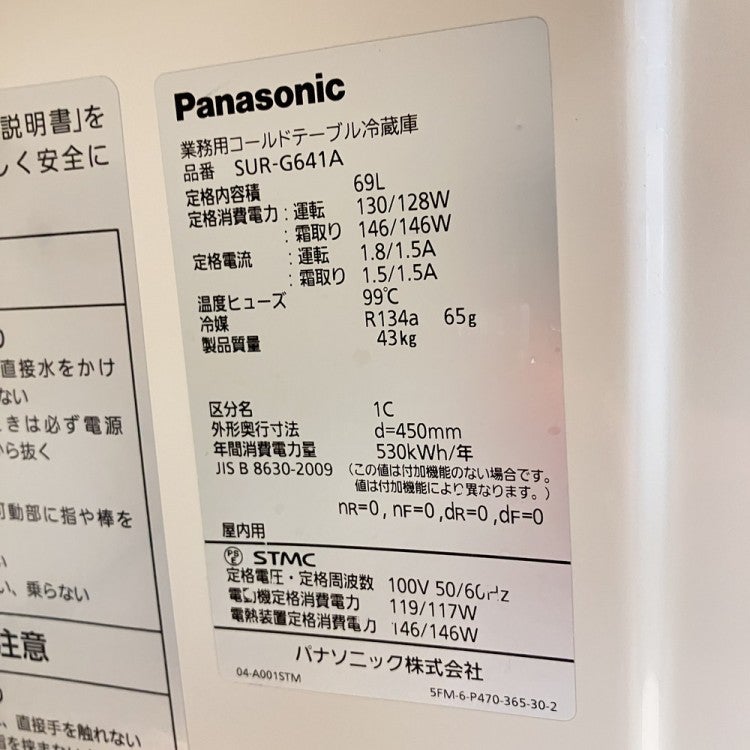 説明書」を
しく安全に
直接水をかけ
ない
きは必ず電源
から抜く
可動部に指や棒を
い
い、乗らない
注意
、直接手を触れない
Panasonic
業務用コールドテーブル冷蔵庫
品番 SUR-G641A
定格内容積 69L
定格消費電力：運転 130/128W
：霜取り 146/146W
定格電流 ：運転 1.8/1.5A
：霜取り 1.5/1.5A
温度ヒューズ 99℃
冷媒 R134a 65g
製品質量 43kg
区分名 1C
外形奥行寸法 d=450mm
年間消費電力量 530kWh/年
JIS B 8630-2009 （この値は付加機能のない場合です。
値は付加機能により異なります。）
nR=0 , nF=0 , dR=0 , dF=0
屋内用
PSE STMC
定格電圧・定格周波数 100V 50/60Hz
電動機定格消費電力 119/117W
電熱装置定格消費電力 146/146W
パナソニック株式会社
04-A001STM 5FM-6-P470-365-30-2